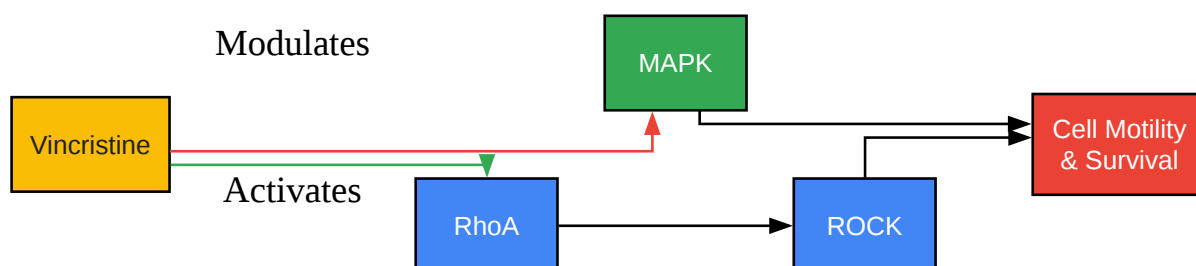 Modulates
MAPK
Vincristine
Cell Motility
& Survival
Activates
RhoA
ROCK